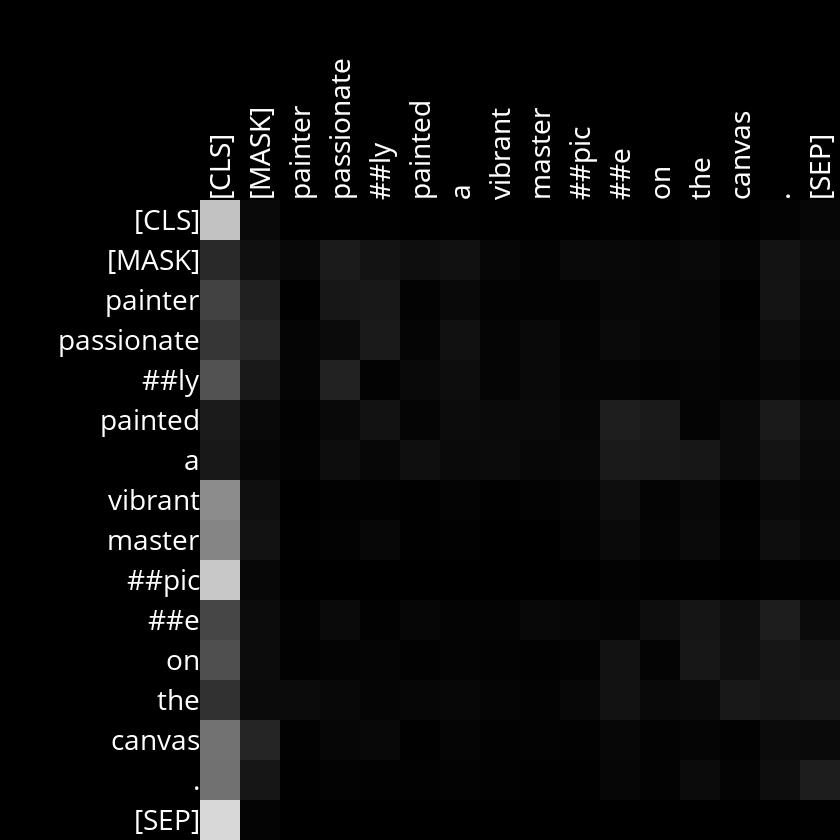 [CLS] [MASK] painter passionate ##ly painted a vibrant master ##pic ##e on the canvas . [SEP]
[CLS]
[MASK]
painter
passionate
##ly
painted
a
vibrant
master
##pic
##e
on
the
canvas
.
[SEP]